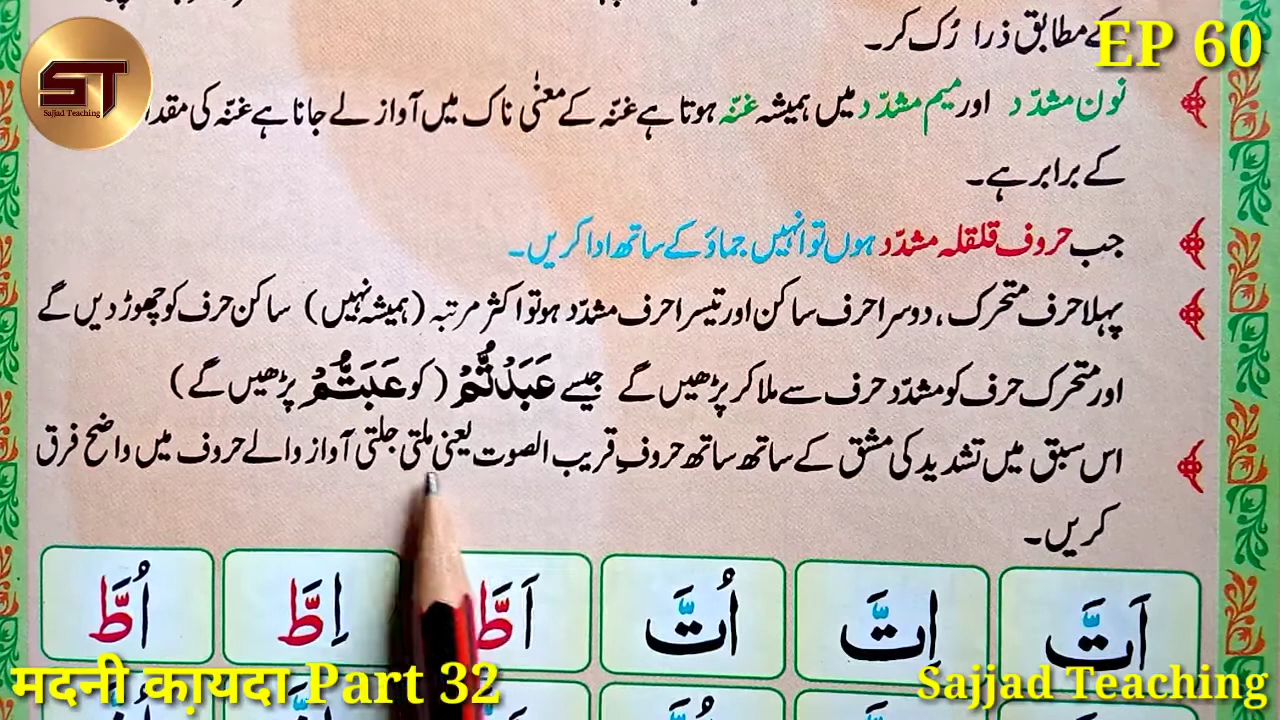 کے مطابق ذرا رُک کر۔
EP 60
ST
Sajjad Teaching
نون مشدّد اور میم مشدّد میں ہمیشہ غنّہ ہوتا ہے غنّہ کے معنٰی ناک میں آواز لے جانا ہے غنّہ کی
کے برابر ہے۔
جب حروف قلقلہ مشدّد ہوں تو انہیں جماؤ کے ساتھ ادا کریں۔
پہلا حرف متحرک، دوسرا حرف ساکن اور تیسرا حرف مشدّد ہو تو اکثر مرتبہ (ہمیشہ نہیں) ساکن حرف کو چھوڑ دیں گے
اور متحرک حرف کو مشدّد حرف سے ملا کر پڑھیں گے جیسے عَبَدْتُّمْ (کو عَبَتُّمْ پڑھیں گے)
اس سبق میں تشدید کی مشق کے ساتھ ساتھ حروفِ قریب الصوت یعنی ملتی جلتی آواز والے حروف میں واضح فرق
کریں۔
اَتَّ اِتَّ اُتَّ اَطَّ اِطَّ اُطَّ
मदनी क़ायदा Part 32
Sajjad Teaching